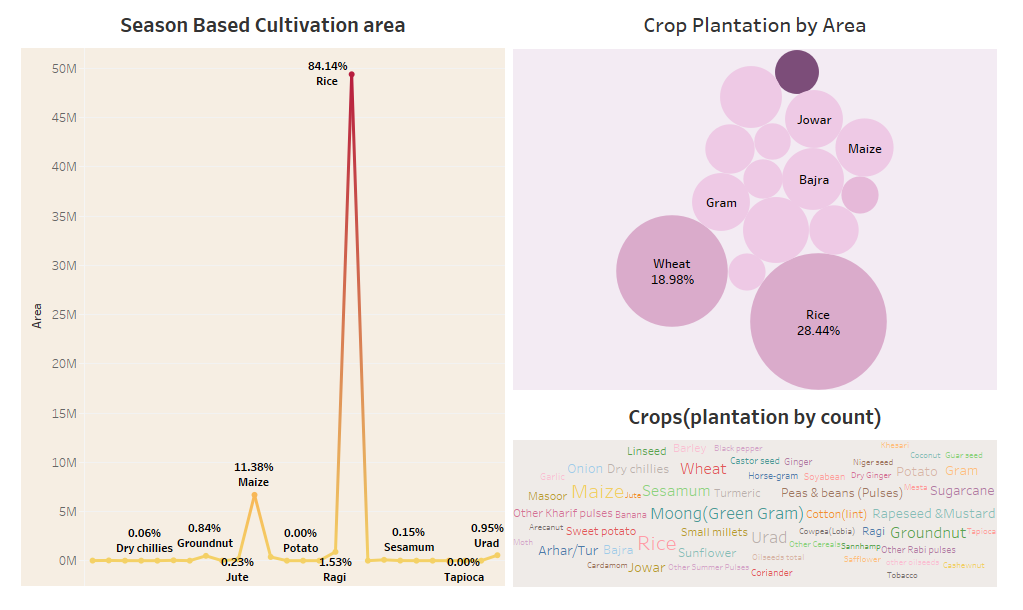 Season Based Cultivation area
50M
45M
40M
35M
30M
25M
20M
15M
10M
5M
0M
Area
84.14%
Rice
11.38%
Maize
0.06%
Dry chillies
0.84%
Groundnut
0.23%
Jute
0.00%
Potato
1.53%
Ragi
0.15%
Sesamum
0.00%
Tapioca
0.95%
Urad
Crop Plantation by Area
Jowar
Maize
Bajra
Gram
Wheat
18.98%
Rice
28.44%
Crops(plantation by count)
Linseed Barley Black pepper Khesari
Castor seed Ginger Niger seed Coconut Guar seed
Garlic Onion Dry chillies Wheat Horse-gram Soyabean Dry Ginger Potato Gram
Masoor Maize Jute Sesamum Turmeric Peas & beans (Pulses) Mesta Sugarcane
Other Kharif pulses Banana Moong(Green Gram) Cotton(lint) Rapeseed &Mustard
Arecanut Sweet potato Small millets Cowpea(Lobia) Ragi Groundnut Tapioca
Moth Arhar/Tur Bajra Rice Sunflower Urad Other Cereals Sannhamp Other Rabi pulses
Oilseeds total Safflower other oilseeds
Cardamom Jowar Other Summer Pulses Coriander Tobacco Cashewnut